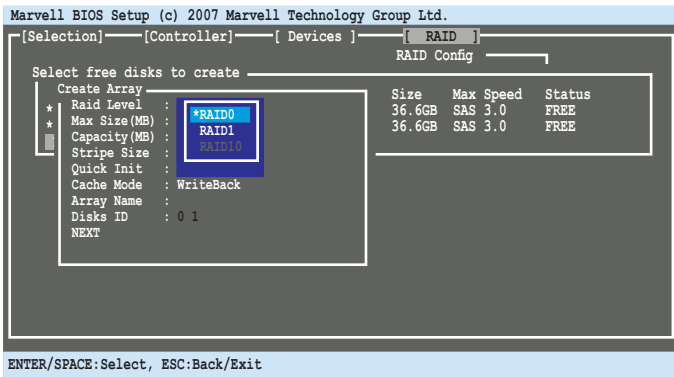 Marvell BIOS Setup (c) 2007 Marvell Technology Group Ltd.
[Selection] [Controller] [ Devices ] [ RAID ]
RAID Config
Select free disks to create
Create Array
Size Max Speed Status
* 36.6GB SAS 3.0 FREE
* 36.6GB SAS 3.0 FREE
Raid Level :
Max Size(MB) :
Capacity(MB) :
Stripe Size :
Quick Init :
*RAID0
RAID1
RAID10
Cache Mode : WriteBack
Array Name :
Disks ID : 0 1
NEXT
ENTER/SPACE:Select, ESC:Back/Exit